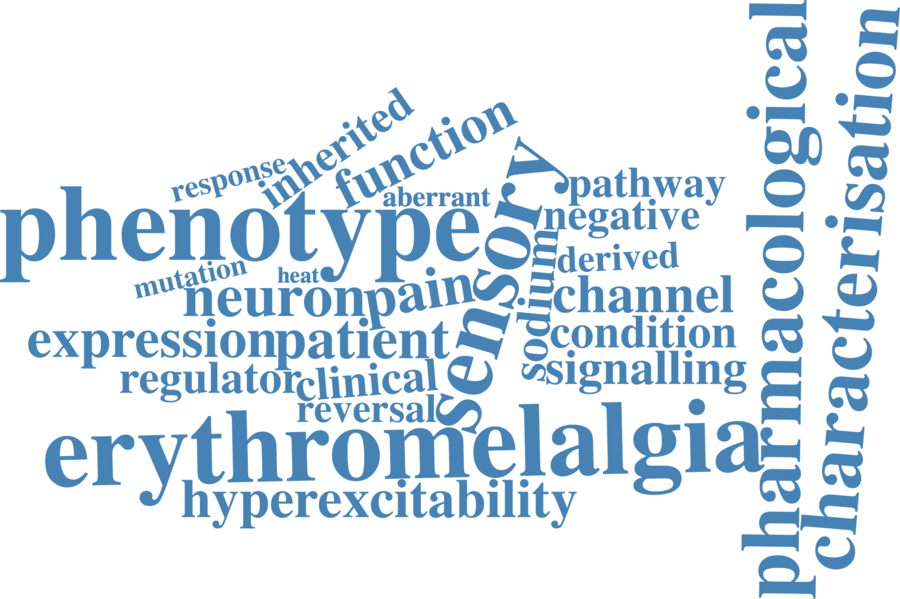 inherited
function
response
aberrant
phenotype
mutation
heat
neuron
pain
expression
patient
regulator
clinical
reversal
sensory
sodium
pathway
negative
derived
channel
condition
signalling
erythromelalgia
hyperexcitability
pharmacological
characterisation